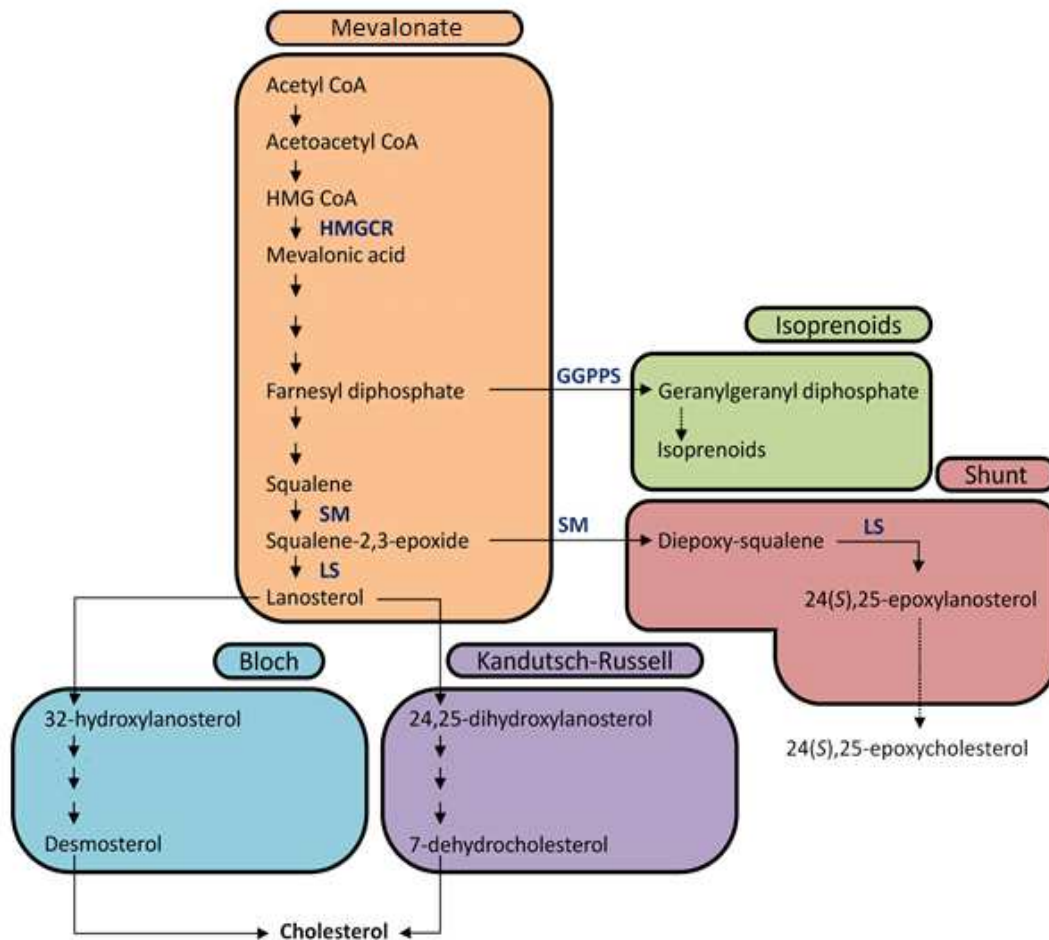 Mevalonate
Acetyl CoA
Acetoacetyl CoA
HMG CoA
HMGCR
Mevalonic acid
Isoprenoids
Farnesyl diphosphate
GGPPS
Geranylgeranyl diphosphate
Isoprenoids
Shunt
Squalene
SM
Squalene-2,3-epoxide
SM
Diepoxy-squalene
LS
LS
Lanosterol
24(S),25-epoxylanosterol
Bloch
Kandutsch-Russell
32-hydroxylanosterol
24,25-dihydroxylanosterol
24(S),25-epoxycholesterol
Desmosterol
7-dehydrocholesterol
Cholesterol